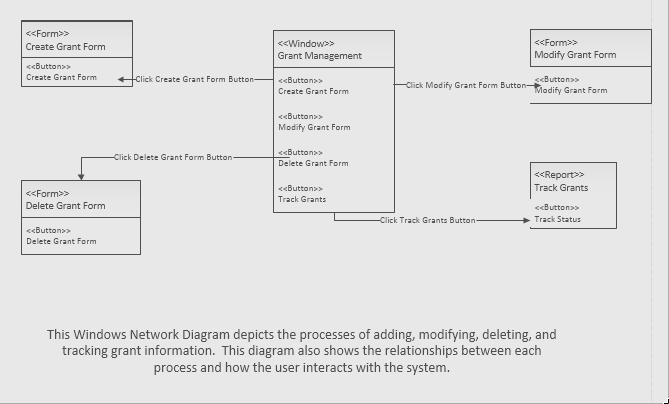 <<Form>>
Create Grant Form
<<Button>>
Create Grant Form
Click Create Grant Form Button
<<Window>>
Grant Management
<<Button>>
Create Grant Form
<<Button>>
Modify Grant Form
<<Button>>
Delete Grant Form
<<Button>>
Track Grants
Click Modify Grant Form Button
<<Form>>
Modify Grant Form
<<Button>>
Modify Grant Form
Click Delete Grant Form Button
<<Form>>
Delete Grant Form
<<Button>>
Delete Grant Form
Click Track Grants Button
<<Report>>
Track Grants
<<Button>>
Track Status
This Windows Network Diagram depicts the processes of adding, modifying, deleting, and
tracking grant information.  This diagram also shows the relationships between each
process and how the user interacts with the system.